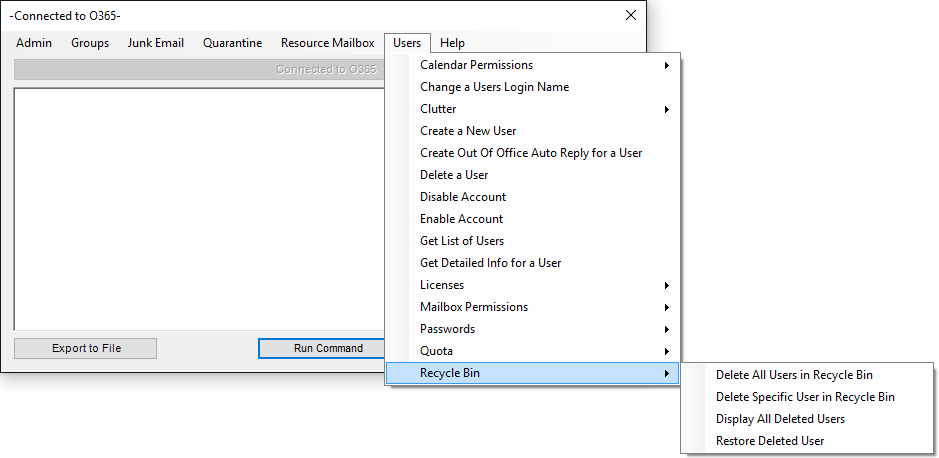 -Connected to O365-
Admin Groups Junk Email Quarantine Resource Mailbox Users Help
Connected to O365
Calendar Permissions
Change a Users Login Name
Clutter
Create a New User
Create Out Of Office Auto Reply for a User
Delete a User
Disable Account
Enable Account
Get List of Users
Get Detailed Info for a User
Licenses
Mailbox Permissions
Passwords
Quota
Recycle Bin
Export to File
Run Command
Delete All Users in Recycle Bin
Delete Specific User in Recycle Bin
Display All Deleted Users
Restore Deleted User